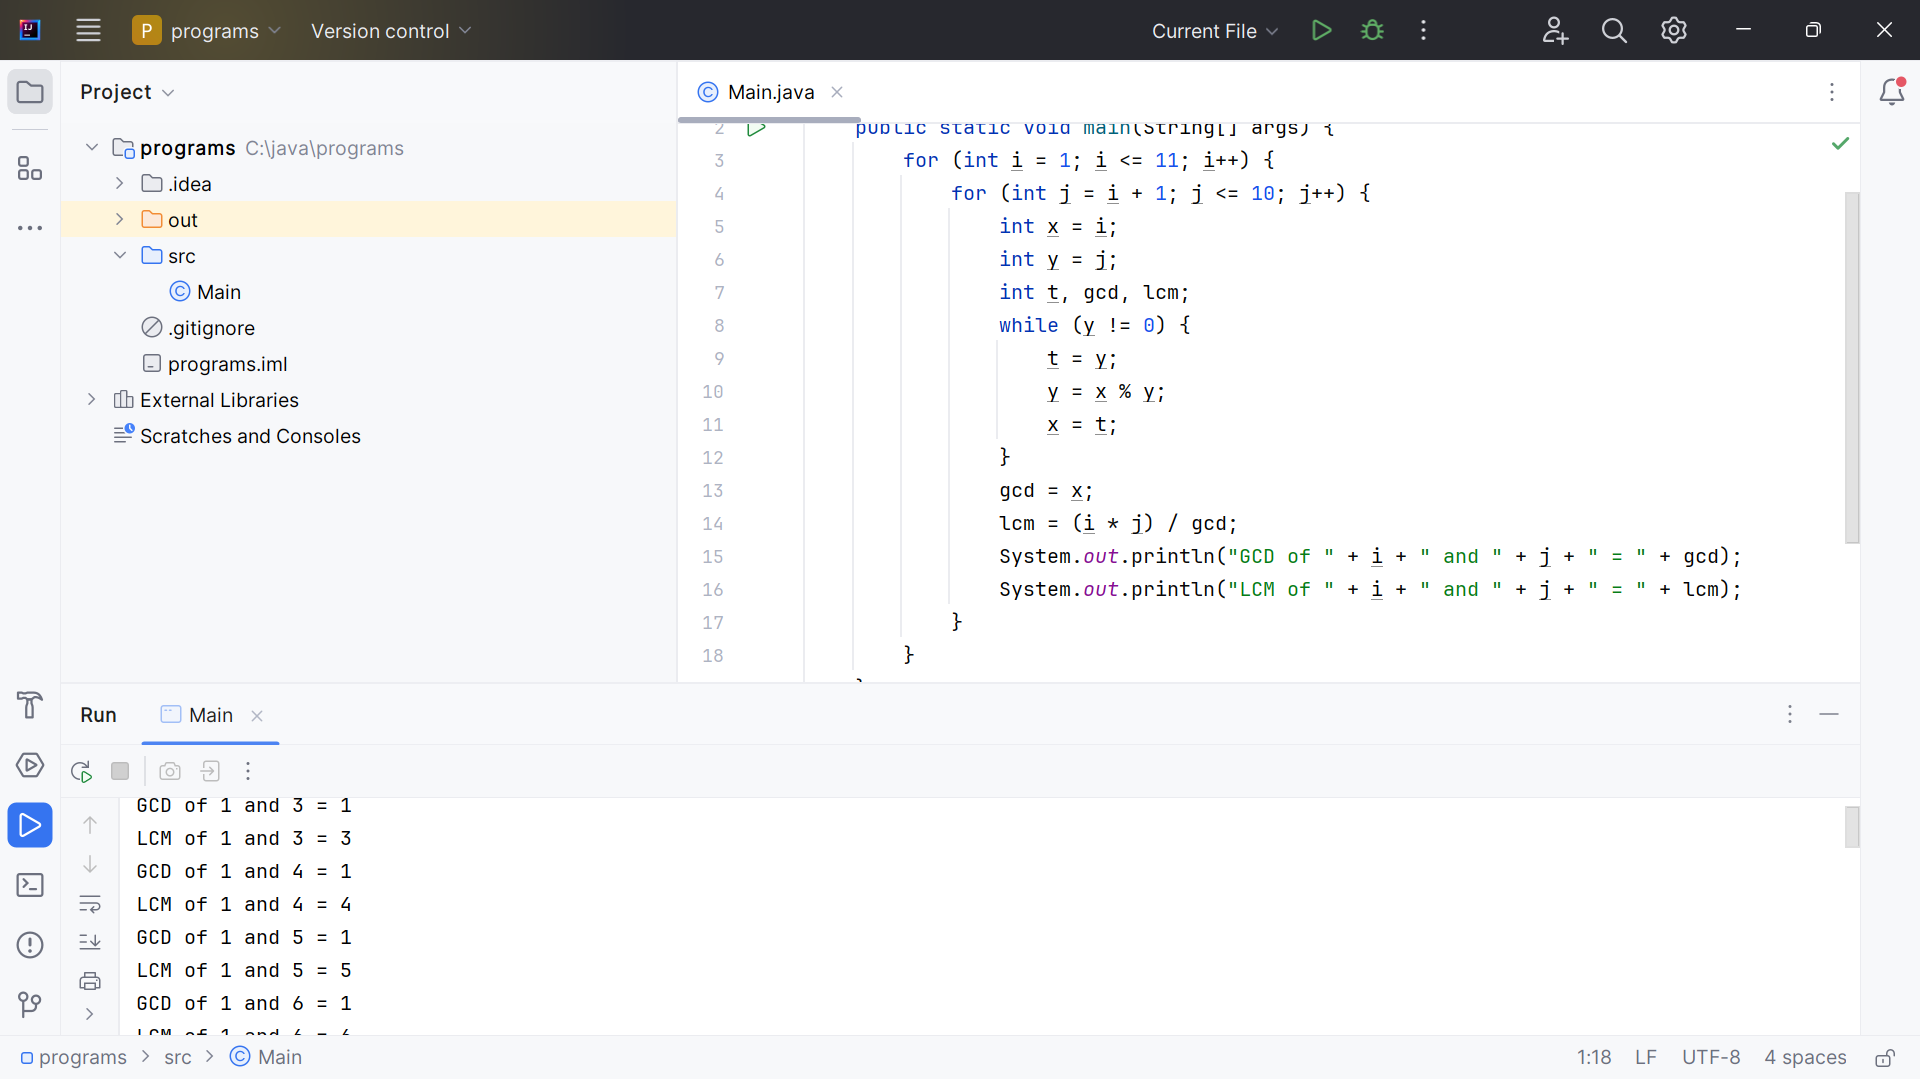 P programs Version control Current File
Project
programs C:\java\programs
.idea
out
src
Main
.gitignore
programs.iml
External Libraries
Scratches and Consoles
Main.java
2 public static void main(String[] args) {
3 for (int i = 1; i <= 11; i++) {
4 for (int j = i + 1; j <= 10; j++) {
5 int x = i;
6 int y = j;
7 int t, gcd, lcm;
8 while (y != 0) {
9 t = y;
10 y = x % y;
11 x = t;
12 }
13 gcd = x;
14 lcm = (i * j) / gcd;
15 System.out.println("GCD of " + i + " and " + j + " = " + gcd);
16 System.out.println("LCM of " + i + " and " + j + " = " + lcm);
17 }
18 }
Run Main
GCD of 1 and 3 = 1
LCM of 1 and 3 = 3
GCD of 1 and 4 = 1
LCM of 1 and 4 = 4
GCD of 1 and 5 = 1
LCM of 1 and 5 = 5
GCD of 1 and 6 = 1
LCM of 1 and 6 = 6
programs > src > Main 1:18 LF UTF-8 4 spaces